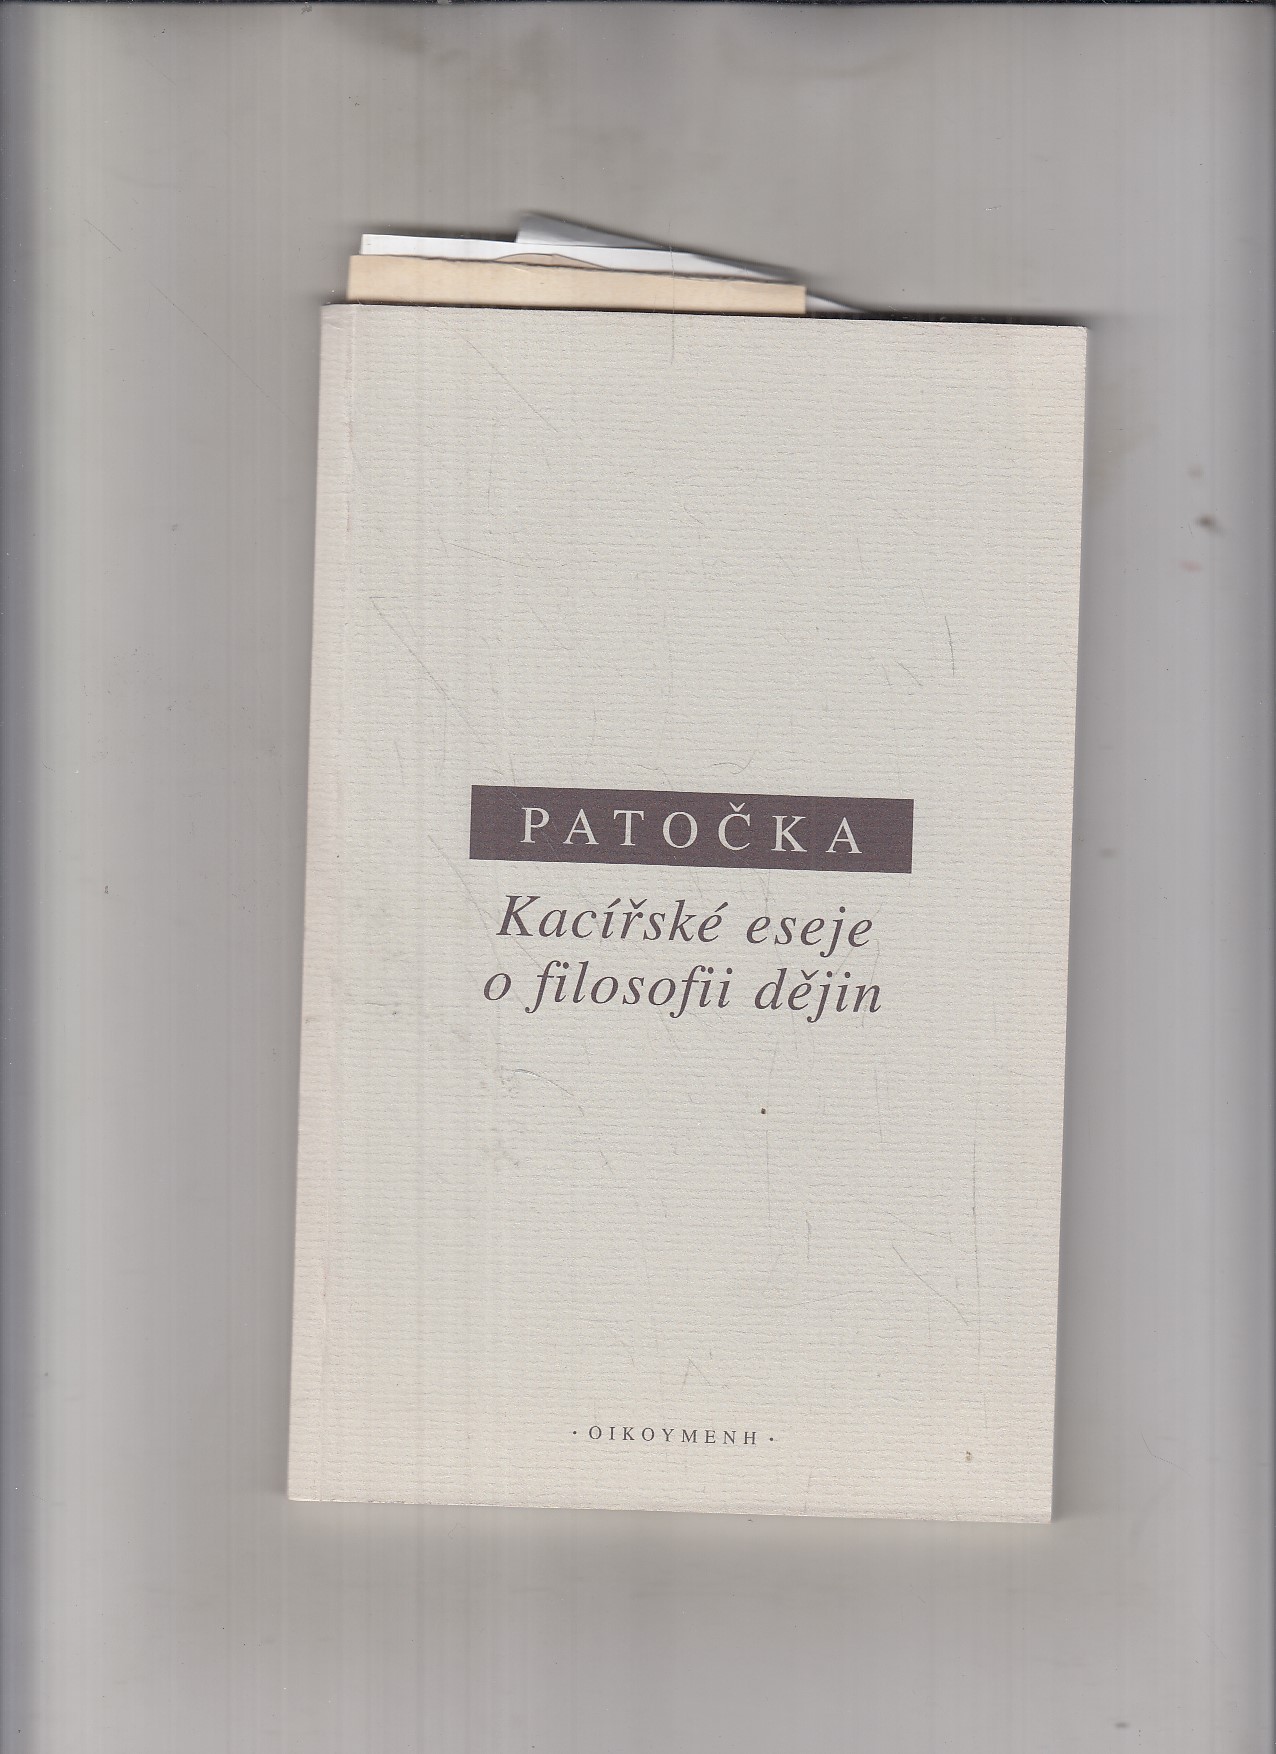 PATOČKA
Kacířské eseje
o filosofii dějin
· OIKOYMENH ·